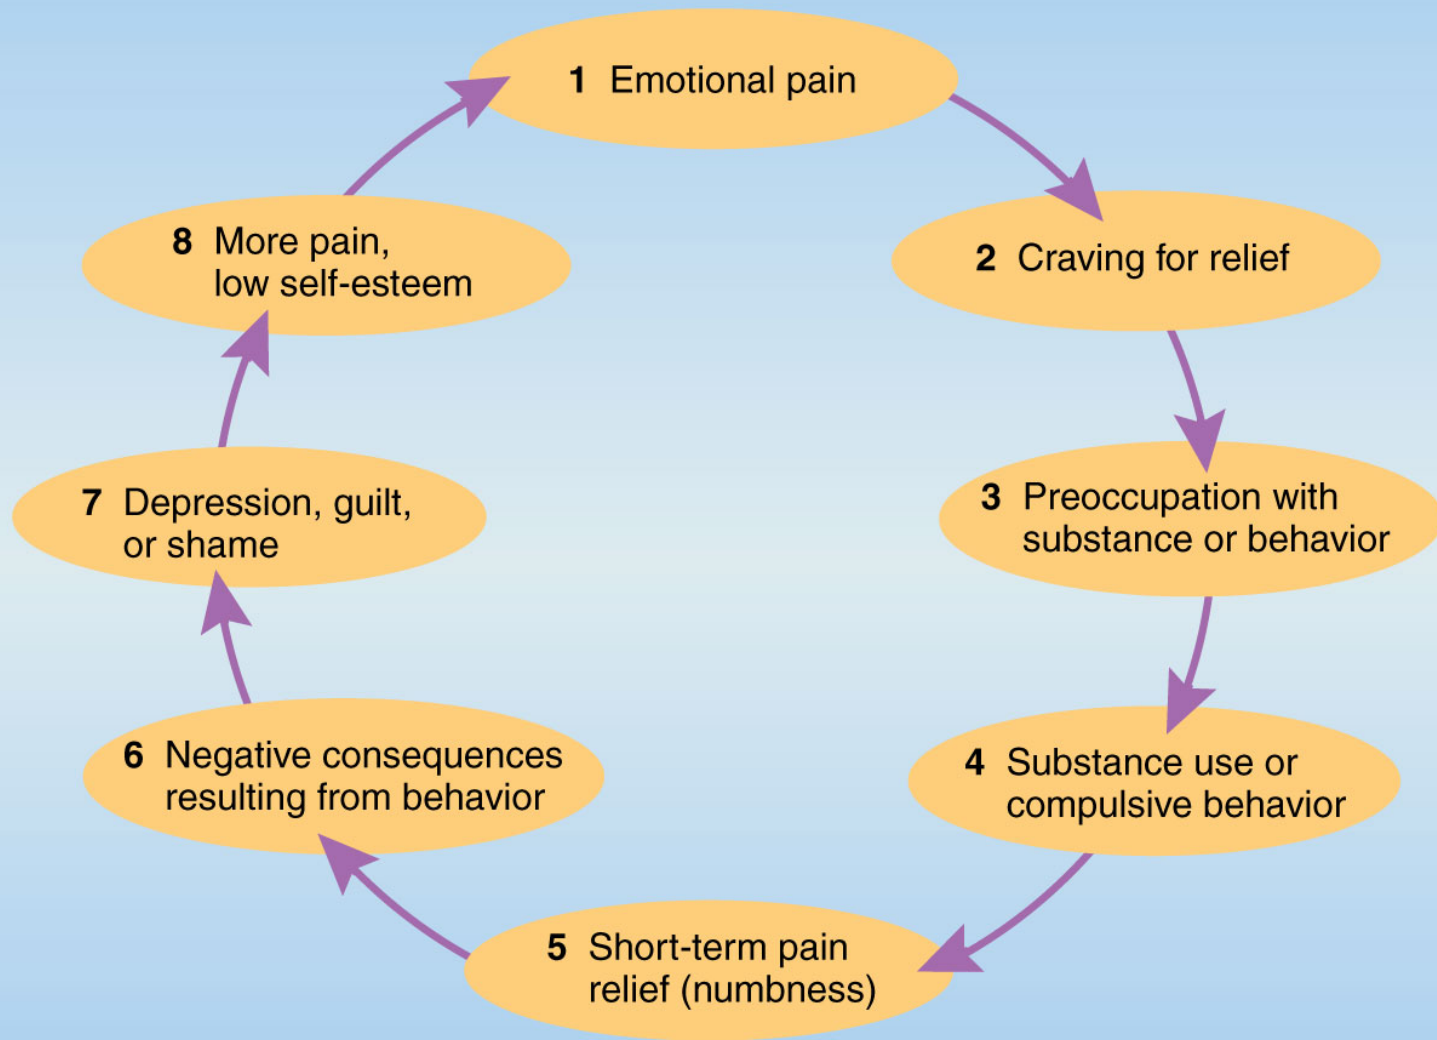 1 Emotional pain
2 Craving for relief
3 Preoccupation with
substance or behavior
4 Substance use or
compulsive behavior
5 Short-term pain
relief (numbness)
6 Negative consequences
resulting from behavior
7 Depression, guilt,
or shame
8 More pain,
low self-esteem